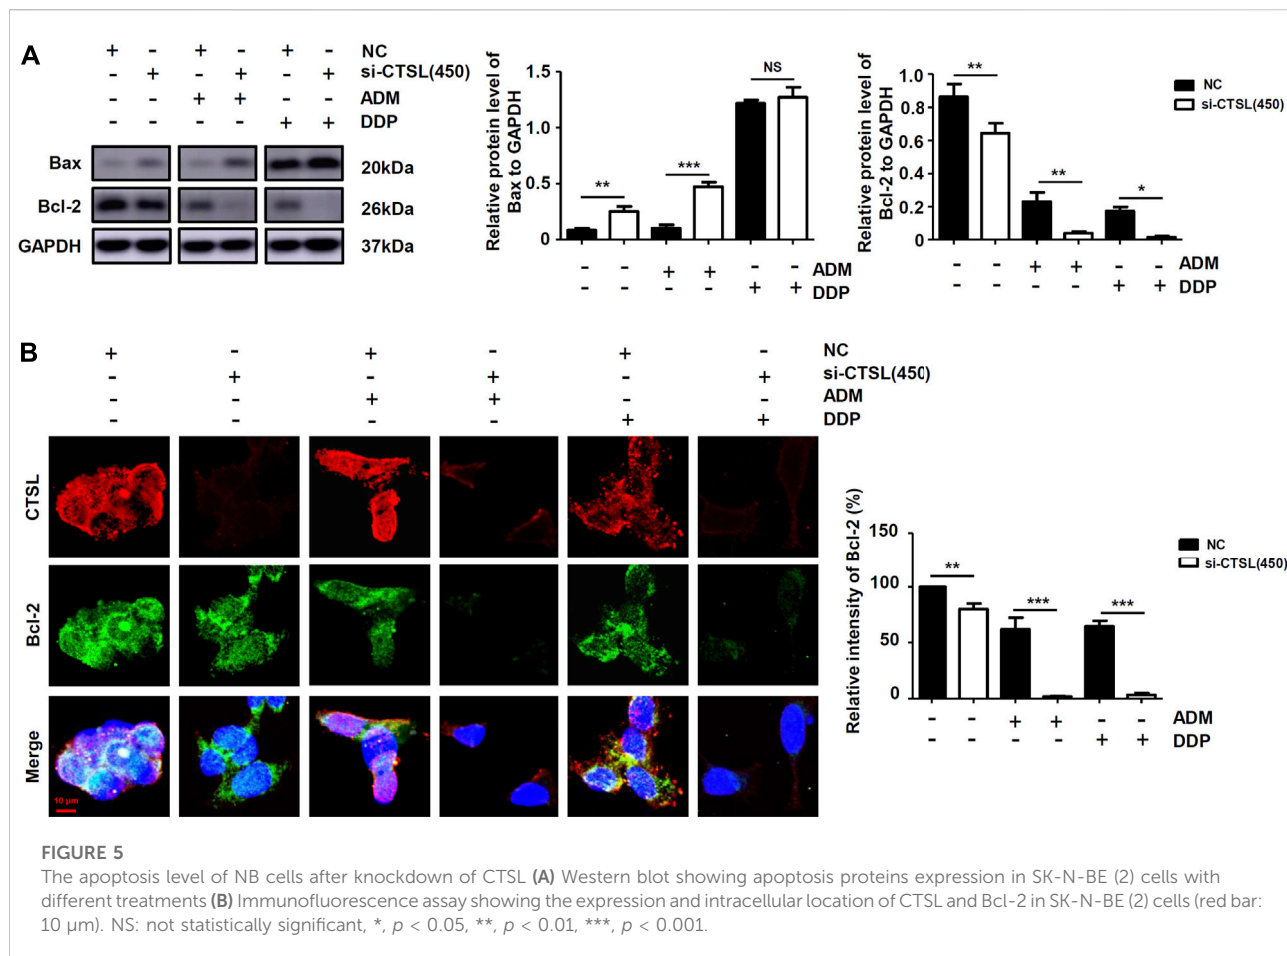 A
+ - + - + - NC
- + - + - + si-CTSL(450)
- - + + - - ADM
- - - - + + DDP
Bax 20kDa
Bcl-2 26kDa
GAPDH 37kDa
Relative protein level of
Bax to GAPDH
1.5
1.0
0.5
0
** *** NS
- - + + - - ADM
- - - - + + DDP
Relative protein level of
Bcl-2 to GAPDH
1.0
0.8
0.6
0.4
0.2
0
** ** *
NC
si-CTSL(450)
- - + + - - ADM
- - - - + + DDP
B
+ - + - + - NC
- + - + - + si-CTSL(450)
- - + + - - ADM
- - - - + + DDP
CTSL
Bcl-2
Merge
10 μm
Relative intensity of Bcl-2 (%)
150
100
50
0
** *** ***
NC
si-CTSL(450)
- - + + - - ADM
- - - - + + DDP
FIGURE 5
The apoptosis level of NB cells after knockdown of CTSL (A) Western blot showing apoptosis proteins expression in SK-N-BE (2) cells with
different treatments (B) Immunofluorescence assay showing the expression and intracellular location of CTSL and Bcl-2 in SK-N-BE (2) cells (red bar:
10 μm). NS: not statistically significant, *, p < 0.05, **, p < 0.01, ***, p < 0.001.